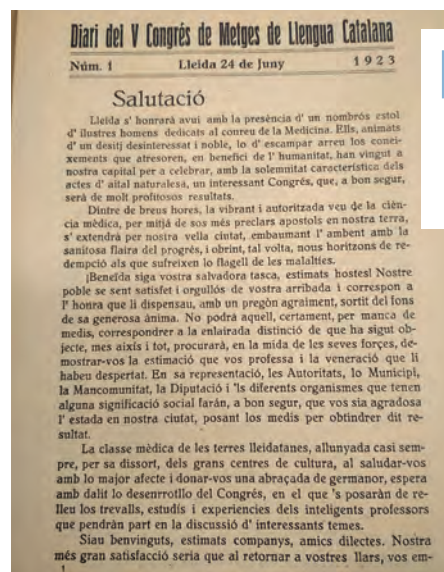 Diari del V Congrés de Metges de Llengua Catalana
Núm. 1 Lleida 24 de Juny 1923
Salutació
Lleida s' honrarà avui amb la presència d' un nombrós estol
d' ilustres homens dedicats al conreu de la Medicina. Ells, animats
d' un desitj desinteressat i noble, lo d' escampar arreu los conei-
xements que atresoren, en benefici de l' humanitat, han vingut a
nostra capital per a celebrar, amb la solemnitat característica dels
actes d' aital naturalesa, un interessant Congrés, que, a bon segur,
serà de molt profitosos resultats.
Dintre de breus hores, la vibrant i autoritzada veu de la cièn-
cia mèdica, per mitjà de sos més preclars apostols en nostra terra,
s' extendrà per nostra vella ciutat, embaumant l' ambent amb la
sanitosa flaira del progrés, i obrint, tal volta, nous horitzons de re-
dempció als que sufreixen lo flagell de les malalties.
¡Beneïda siga vostra salvadora tasca, estimats hostes! Nostre
poble se sent satisfet i orgullós de vostra arribada i correspon a
l' honra que li dispensau, amb un pregón agraiment, sortit del fons
de sa generosa ànima. No podrà aquell, certament, per manca de
medis, correspondrer a la enlairada distinció de que ha sigut ob-
jecte, mes aixís i tot, procurarà, en la mida de les seves forçes, de-
mostrar-vos la estimació que vos professa i la veneració que li
habeu despertat. En sa representació, les Autoritats, lo Municipi,
la Mancomunitat, la Diputació i 'ls diferents organismes que tenen
alguna significació social faràn, a bon segur, que vos sia agradosa
l' estada en nostra ciutat, posant los medis per obtindrer dit re-
sultat.
La classe mèdica de les terres lleidatanes, allunyada casi sem-
pre, per sa dissort, dels grans centres de cultura, al saludar-vos
amb lo major afecte i donar-vos una abraçada de germanor, espera
amb dalit lo desenrrotllo del Congrés, en el que 's posaràn de re-
lleu los trevalls, estudis i experiencies dels inteligents professors
que pendràn part en la discussió d' interessants temes.
Siau benvinguts, estimats companys, amics dilectes. Nostra
més gran satisfacció seria que al retornar a vostres llars, vos em-